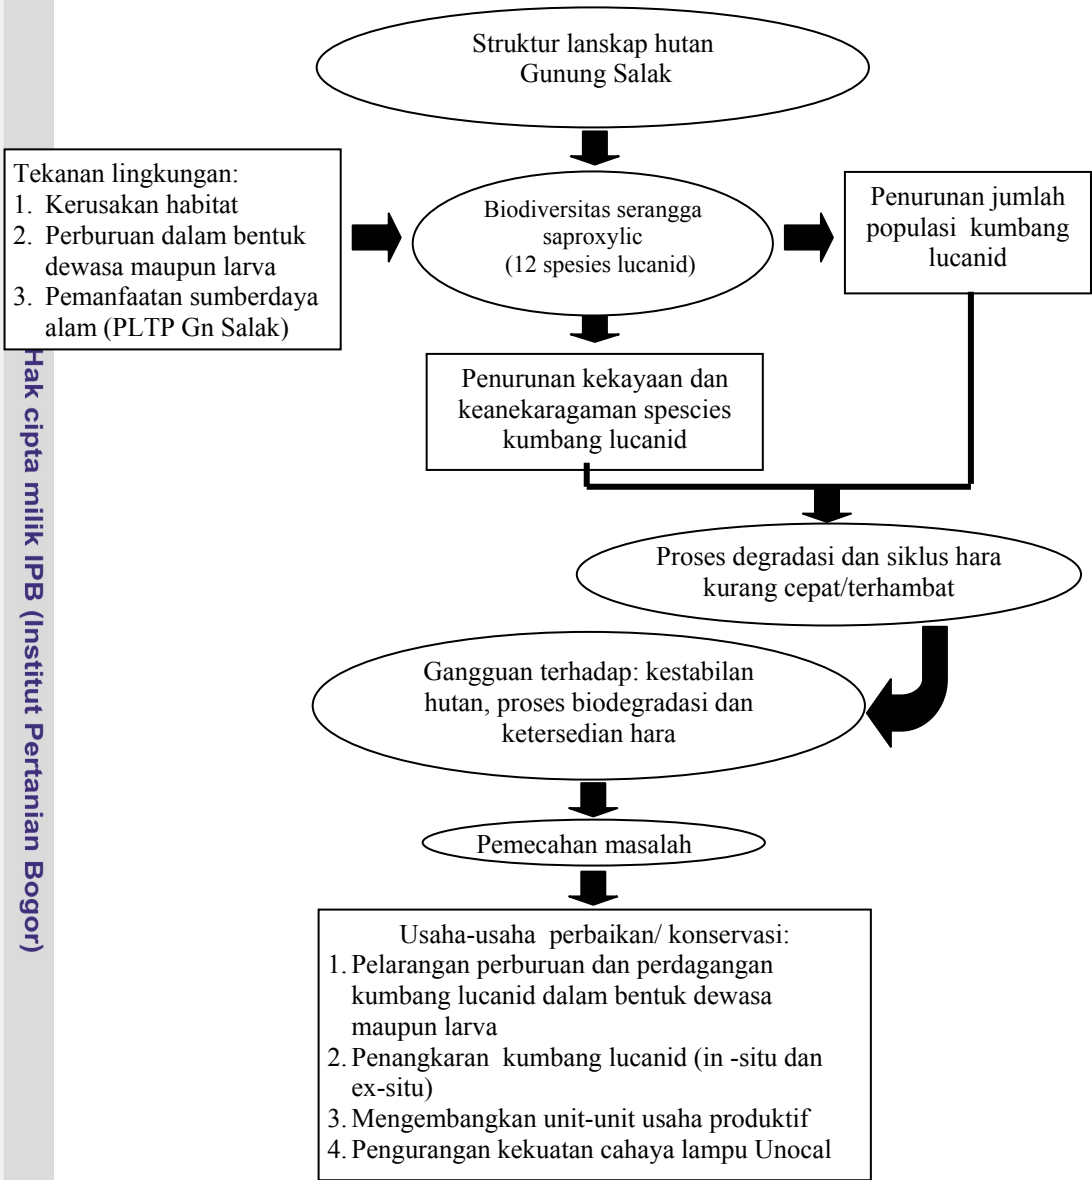 Struktur lanskap hutan
Gunung Salak
Tekanan lingkungan:
1. Kerusakan habitat
2. Perburuan dalam bentuk
dewasa maupun larva
3. Pemanfaatan sumberdaya
alam (PLTP Gn Salak)
Biodiversitas serangga
saproxylic
(12 spesies lucanid)
Penurunan jumlah
populasi kumbang
lucanid
Penurunan kekayaan dan
keanekaragaman spescies
kumbang lucanid
Proses degradasi dan siklus hara
kurang cepat/terhambat
Gangguan terhadap: kestabilan
hutan, proses biodegradasi dan
ketersedian hara
Pemecahan masalah
Usaha-usaha perbaikan/ konservasi:
1. Pelarangan perburuan dan perdagangan
kumbang lucanid dalam bentuk dewasa
maupun larva
2. Penangkaran kumbang lucanid (in -situ dan
ex-situ)
3. Mengembangkan unit-unit usaha produktif
4. Pengurangan kekuatan cahaya lampu Unocal
Hak cipta milik IPB (Institut Pertanian Bogor)